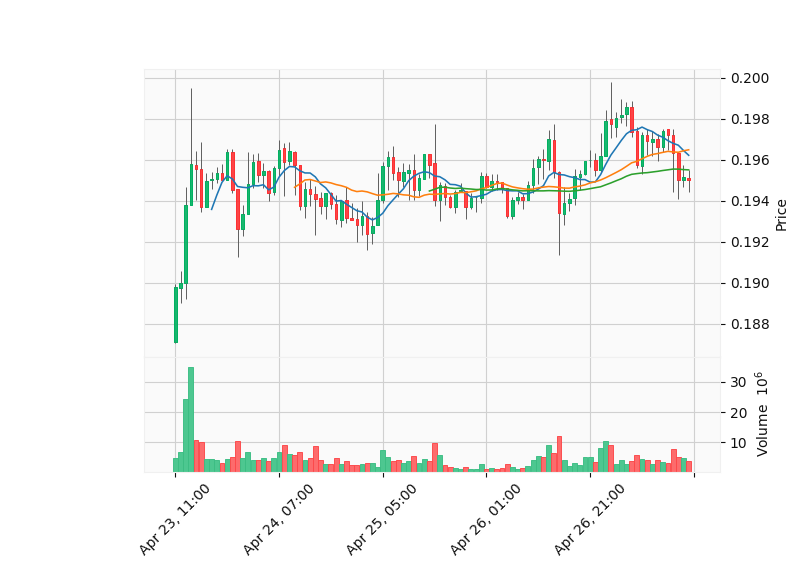 0.200
0.198
0.196
0.194
0.192
0.190
0.188
Price
30
20
10
Volume 10⁶
Apr 23, 11:00
Apr 24, 07:00
Apr 25, 05:00
Apr 26, 01:00
Apr 26, 21:00